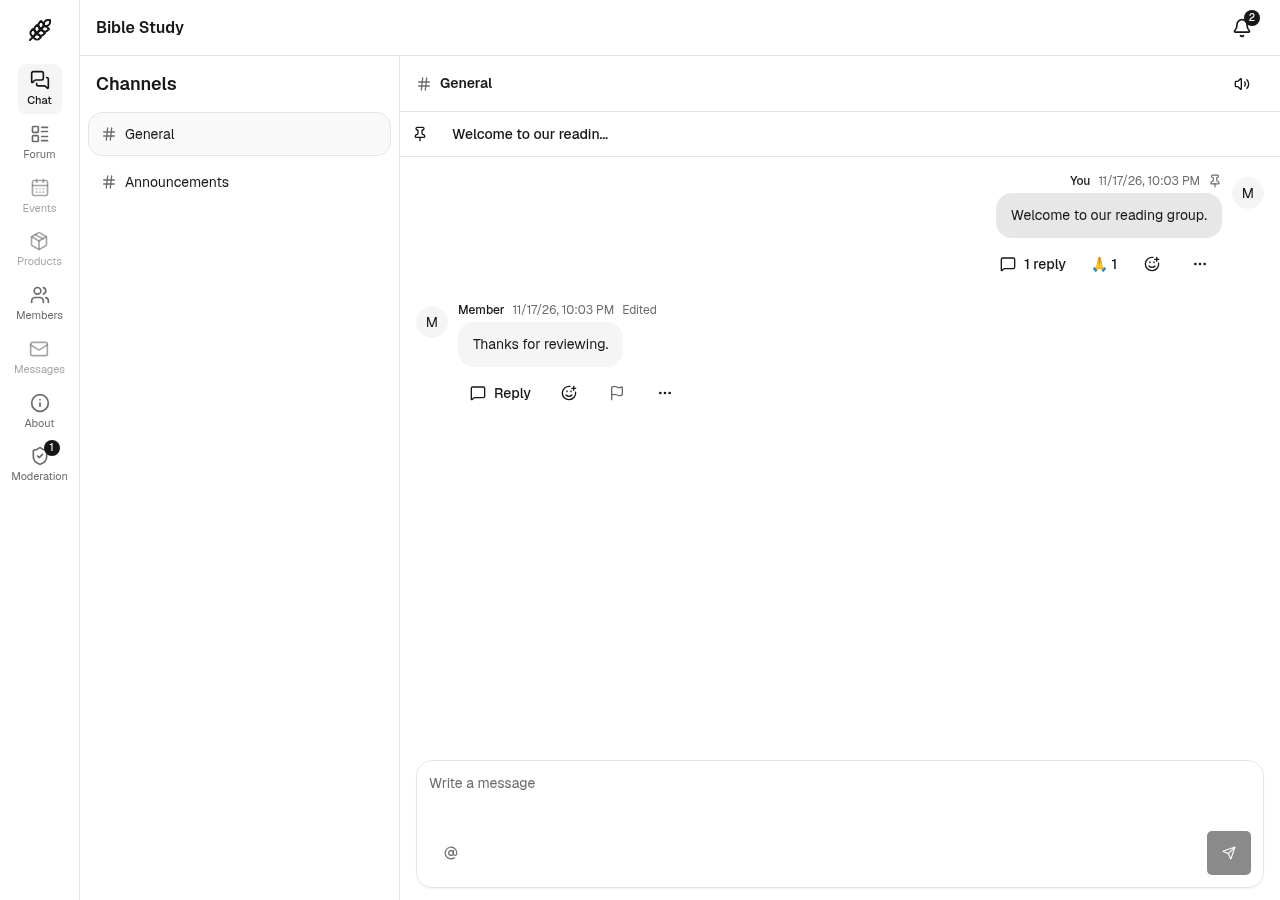 Bible Study
2
Chat
Forum
Events
Products
Members
Messages
About
1
Moderation
Channels
General
Announcements
General
Welcome to our readin...
You 11/17/26, 10:03 PM
M
Welcome to our reading group.
1 reply 🙏 1
M
Member 11/17/26, 10:03 PM Edited
Thanks for reviewing.
Reply
Write a message